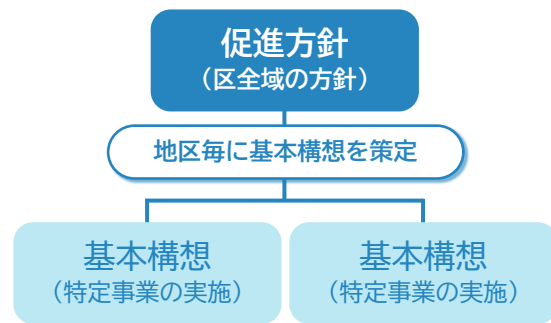 促進方針
（区全域の方針）
地区毎に基本構想を策定
基本構想
（特定事業の実施）
基本構想
（特定事業の実施）